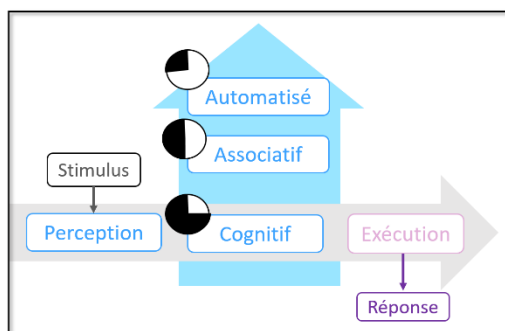 Automatisé
Associatif
Stimulus
Perception
Cognitif
Exécution
Réponse